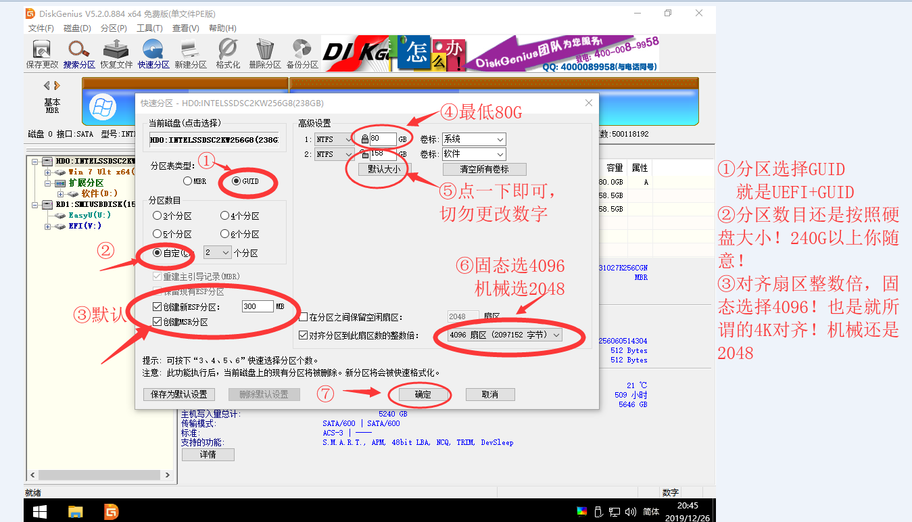 DiskGenius V5.2.0.884 x64 免费版(单文件PE版)
文件(F) 磁盘(D) 分区(P) 工具(T) 查看(V) 帮助(H)
保存更改 搜索分区 恢复文件 快速分区 新建分区 格式化 删除分区 备份分区
怎么办
DiskGenius团队为您服务!
致电:400-008-9958
QQ: 4000089958(与电话同号)
基本
MBR
磁盘 0 接口:SATA 型号:INT
数:500118192
HD0:INTELSSDSC2KW
Win 7 Ult x64(
扩展分区
软件(D:)
RD1:SMIUSBDISK(15
EasyU(U:)
EFI(V:)
快速分区 - HD0:INTELSSDSC2KW256G8(238GB)
当前磁盘(点击选择)
HD0:INTELSSDSC2KW256G8(238G
分区表类型:
①
MBR
GUID
分区数目
3个分区 4个分区
5个分区 6个分区
②
自定(C) 2 个分区
重建主引导记录(MBR)
保留现有ESP分区
③默认
创建新ESP分区: 300 MB
创建MSR分区
高级设置
④最低80G
1: NTFS 80 GB 卷标: 系统
2: NTFS 158 GB 卷标: 软件
默认大小 清空所有卷标
⑤点一下即可,
切勿更改数字
⑥固态选4096
机械选2048
在分区之间保留空闲扇区: 2048 扇区
对齐分区到此扇区数的整数倍: 4096 扇区 (2097152 字节)
提示: 可按下“3、4、5、6”快速选择分区个数。
注意: 此功能执行后，当前磁盘上的现有分区将被删除。新分区将会被快速格式化。
保存为默认设置 删除默认设置 ⑦ 确定 取消
容量 属性
80.0GB A
58.5GB
58.5GB
31027K256CGN
MBR
256060514304
512 Bytes
512 Bytes
21 ℃
509 小时
5646 GB
主机写入量总计: 5240 GB
传输模式: SATA/600 | SATA/600
标准: ACS-3 | ----
支持的功能: S.M.A.R.T., APM, 48bit LBA, NCQ, TRIM, DevSleep
详情
就绪
数字
简体
20:45
2019/12/26
①分区选择GUID
就是UEFI+GUID
②分区数目还是按照硬
盘大小！240G以上你随
意！
③对齐扇区整数倍，固
态选择4096！也是就所
谓的4K对齐！机械还是
2048